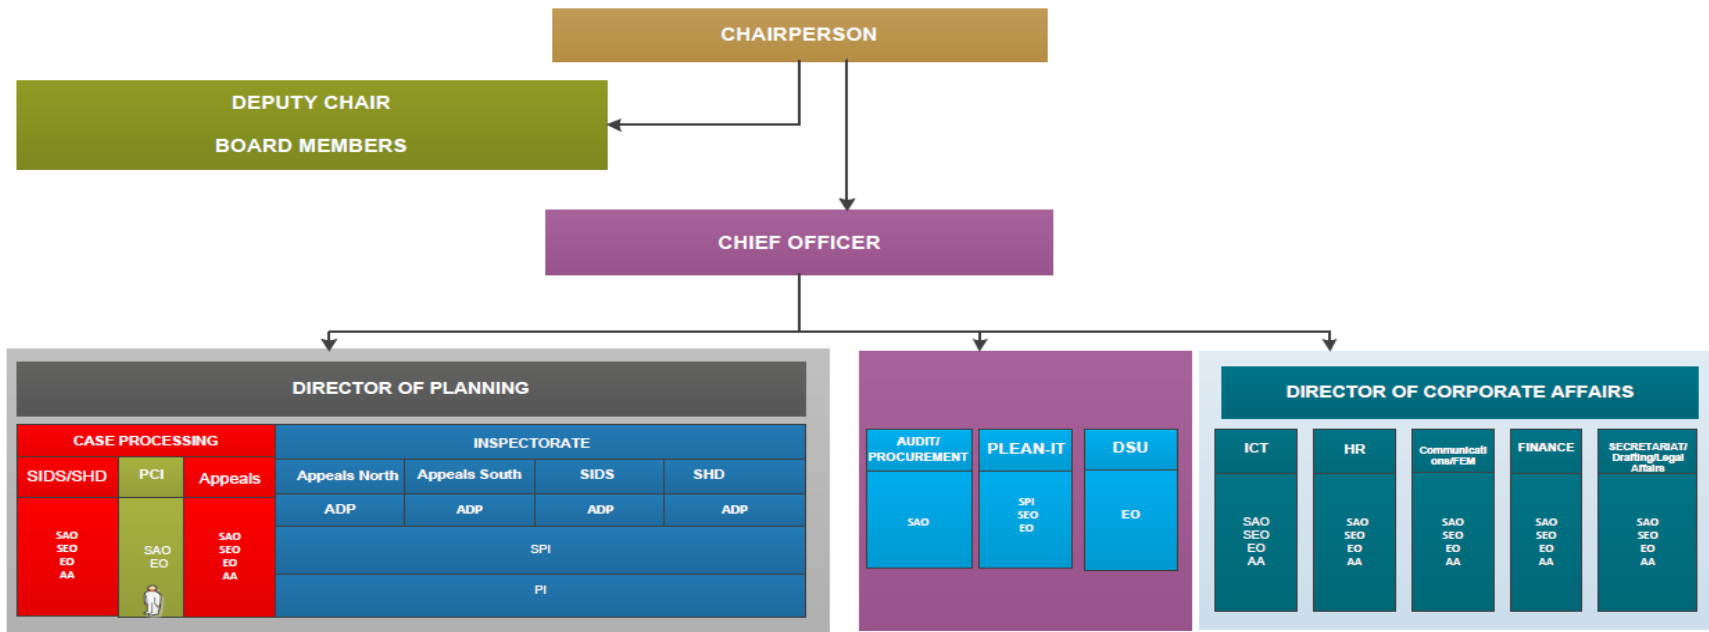 CHAIRPERSON
DEPUTY CHAIR
BOARD MEMBERS
CHIEF OFFICER
DIRECTOR OF PLANNING
CASE PROCESSING
SIDS/SHD
PCI
Appeals
SAO
SEO
EO
AA
SAO
EO
SAO
SEO
EO
AA
INSPECTORATE
Appeals North
Appeals South
SIDS
SHD
ADP
ADP
ADP
ADP
SPI
PI
AUDIT/
PROCUREMENT
SAO
PLEAN-IT
SPI
SEO
EO
DSU
EO
DIRECTOR OF CORPORATE AFFAIRS
ICT
SAO
SEO
EO
AA
HR
SAO
SEO
EO
AA
Communicati
ons/FEM
SAO
SEO
EO
AA
FINANCE
SAO
SEO
EO
AA
SECRETARIAT/
Drafting/Legal
Affairs
SAO
SEO
EO
AA